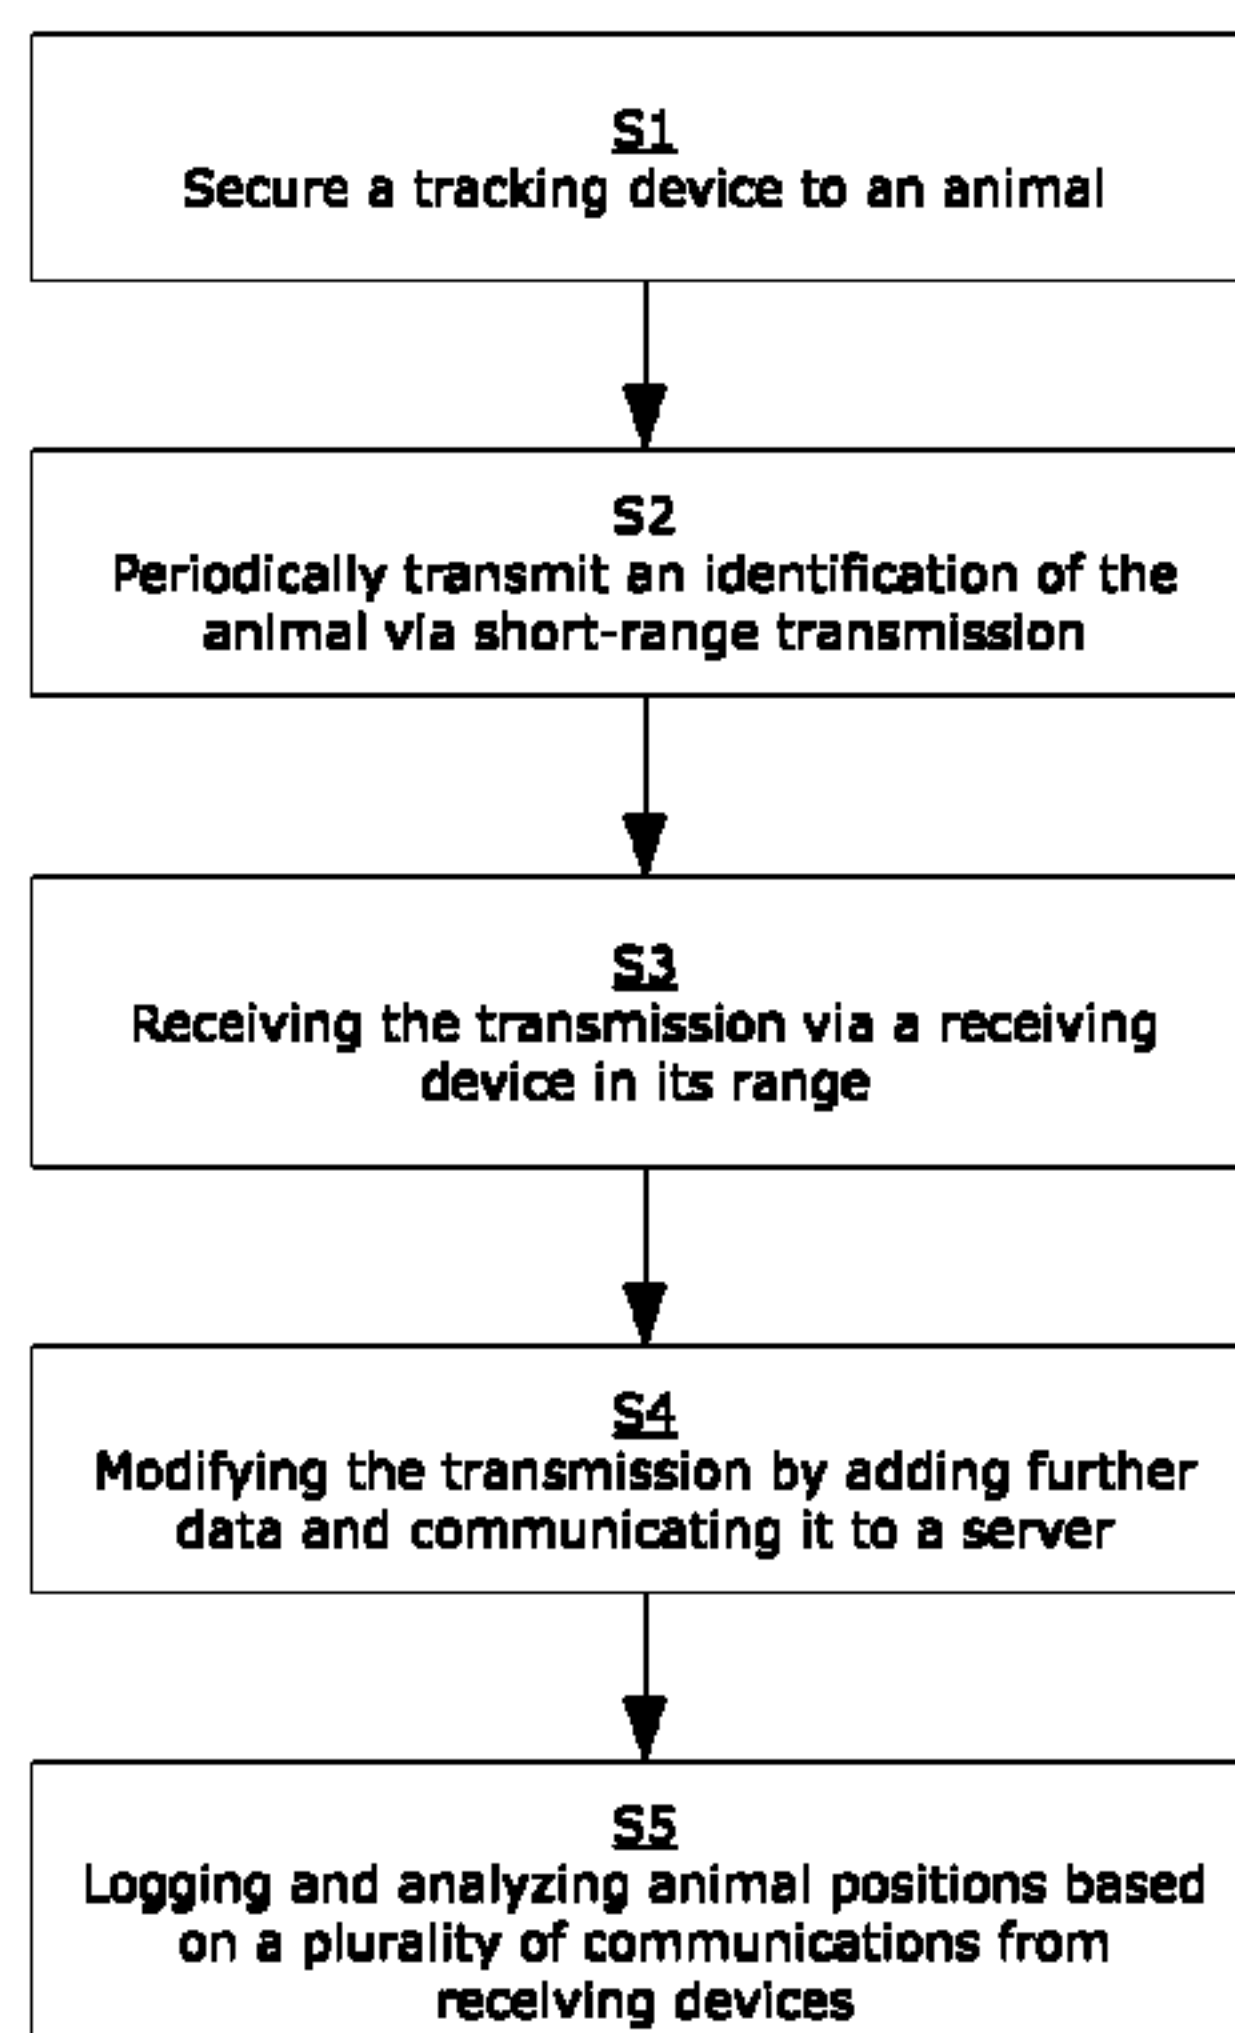 S1
Secure a tracking device to an animal
S2
Periodically transmit an identification of the
animal via short-range transmission
S3
Receiving the transmission via a receiving
device in its range
S4
Modifying the transmission by adding further
data and communicating it to a server
S5
Logging and analyzing animal positions based
on a plurality of communications from
receiving devices